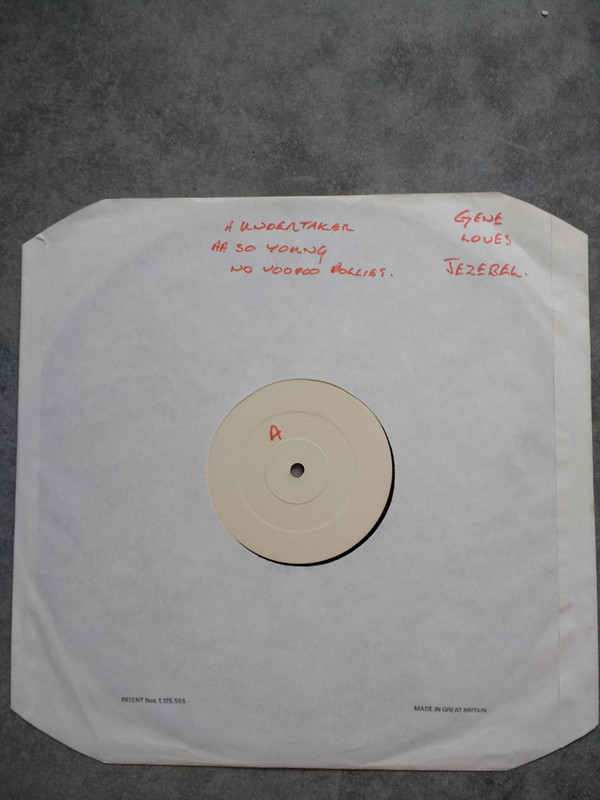 A UNDERTAKER
AA SO YOUNG
NO VOODOO DOLLIES.
GENE
LOVES
JEZEBEL.
A
PATENT Nos. 1,125,555
MADE IN GREAT BRITAIN